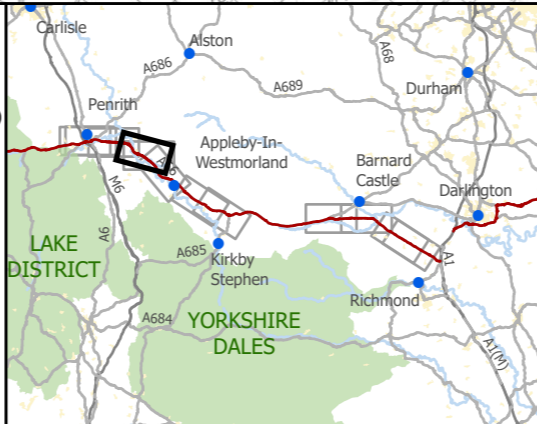 Carlisle
Alston
A686
A68
A689
Durham
Penrith
Appleby-In-
Westmorland
Barnard
Castle
Darlington
M6
A6
LAKE
DISTRICT
A685
Kirkby
Stephen
A1
Richmond
A684
YORKSHIRE
DALES
A1(M)